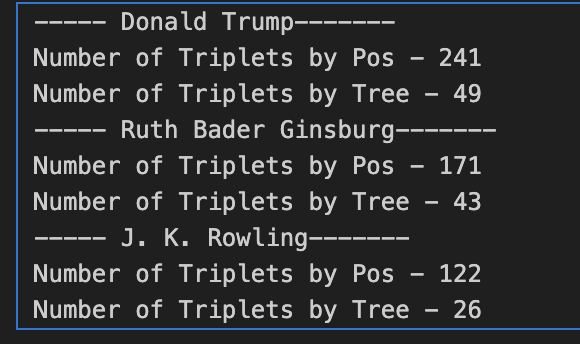 ----- Donald Trump-------
Number of Triplets by Pos - 241
Number of Triplets by Tree - 49
----- Ruth Bader Ginsburg-------
Number of Triplets by Pos - 171
Number of Triplets by Tree - 43
----- J. K. Rowling-------
Number of Triplets by Pos - 122
Number of Triplets by Tree - 26